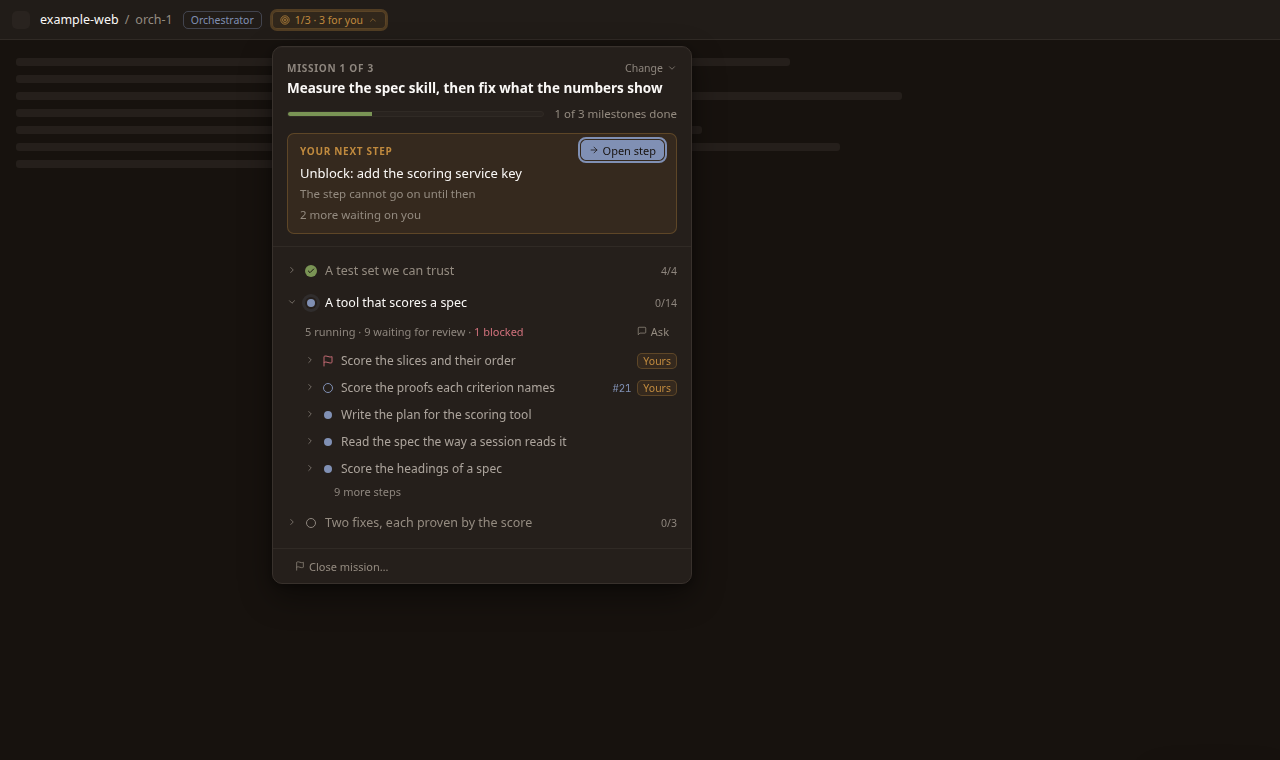 example-web / orch-1 Orchestrator 1/3 · 3 for you
MISSION 1 OF 3 Change
Measure the spec skill, then fix what the numbers show
1 of 3 milestones done
YOUR NEXT STEP Open step
Unblock: add the scoring service key
The step cannot go on until then
2 more waiting on you
A test set we can trust 4/4
A tool that scores a spec 0/14
5 running · 9 waiting for review · 1 blocked Ask
Score the slices and their order Yours
Score the proofs each criterion names #21 Yours
Write the plan for the scoring tool
Read the spec the way a session reads it
Score the headings of a spec
9 more steps
Two fixes, each proven by the score 0/3
Close mission...